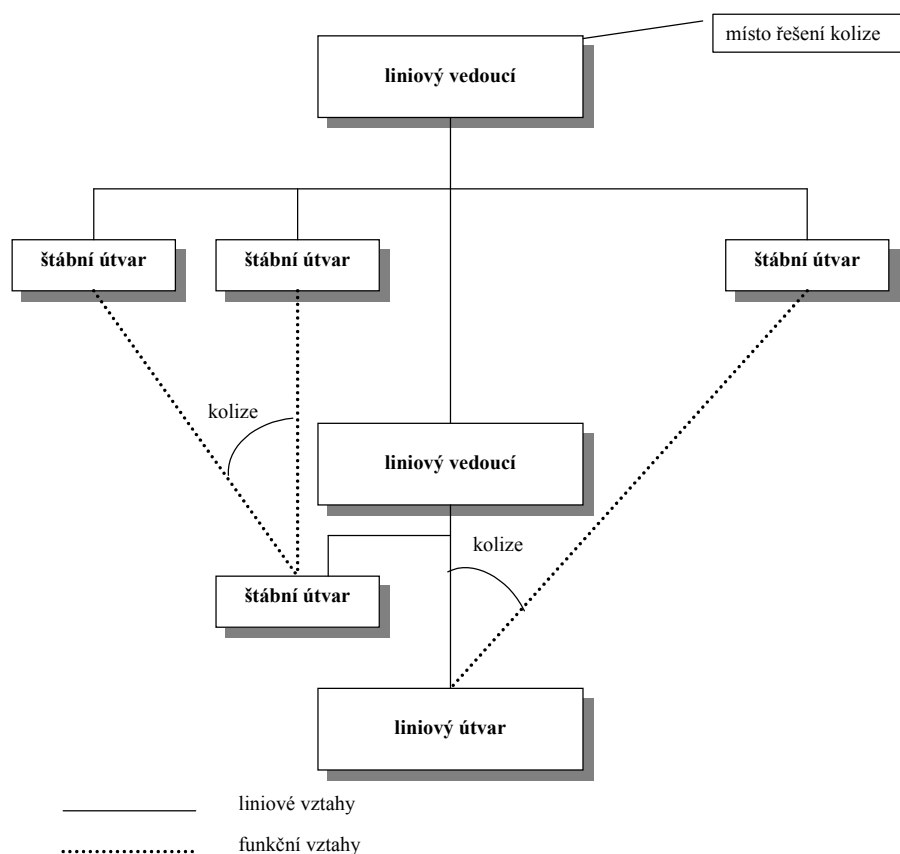 místo řešení kolize
liniový vedoucí
štábní útvar
štábní útvar
štábní útvar
kolize
liniový vedoucí
kolize
štábní útvar
liniový útvar
liniové vztahy
funkční vztahy